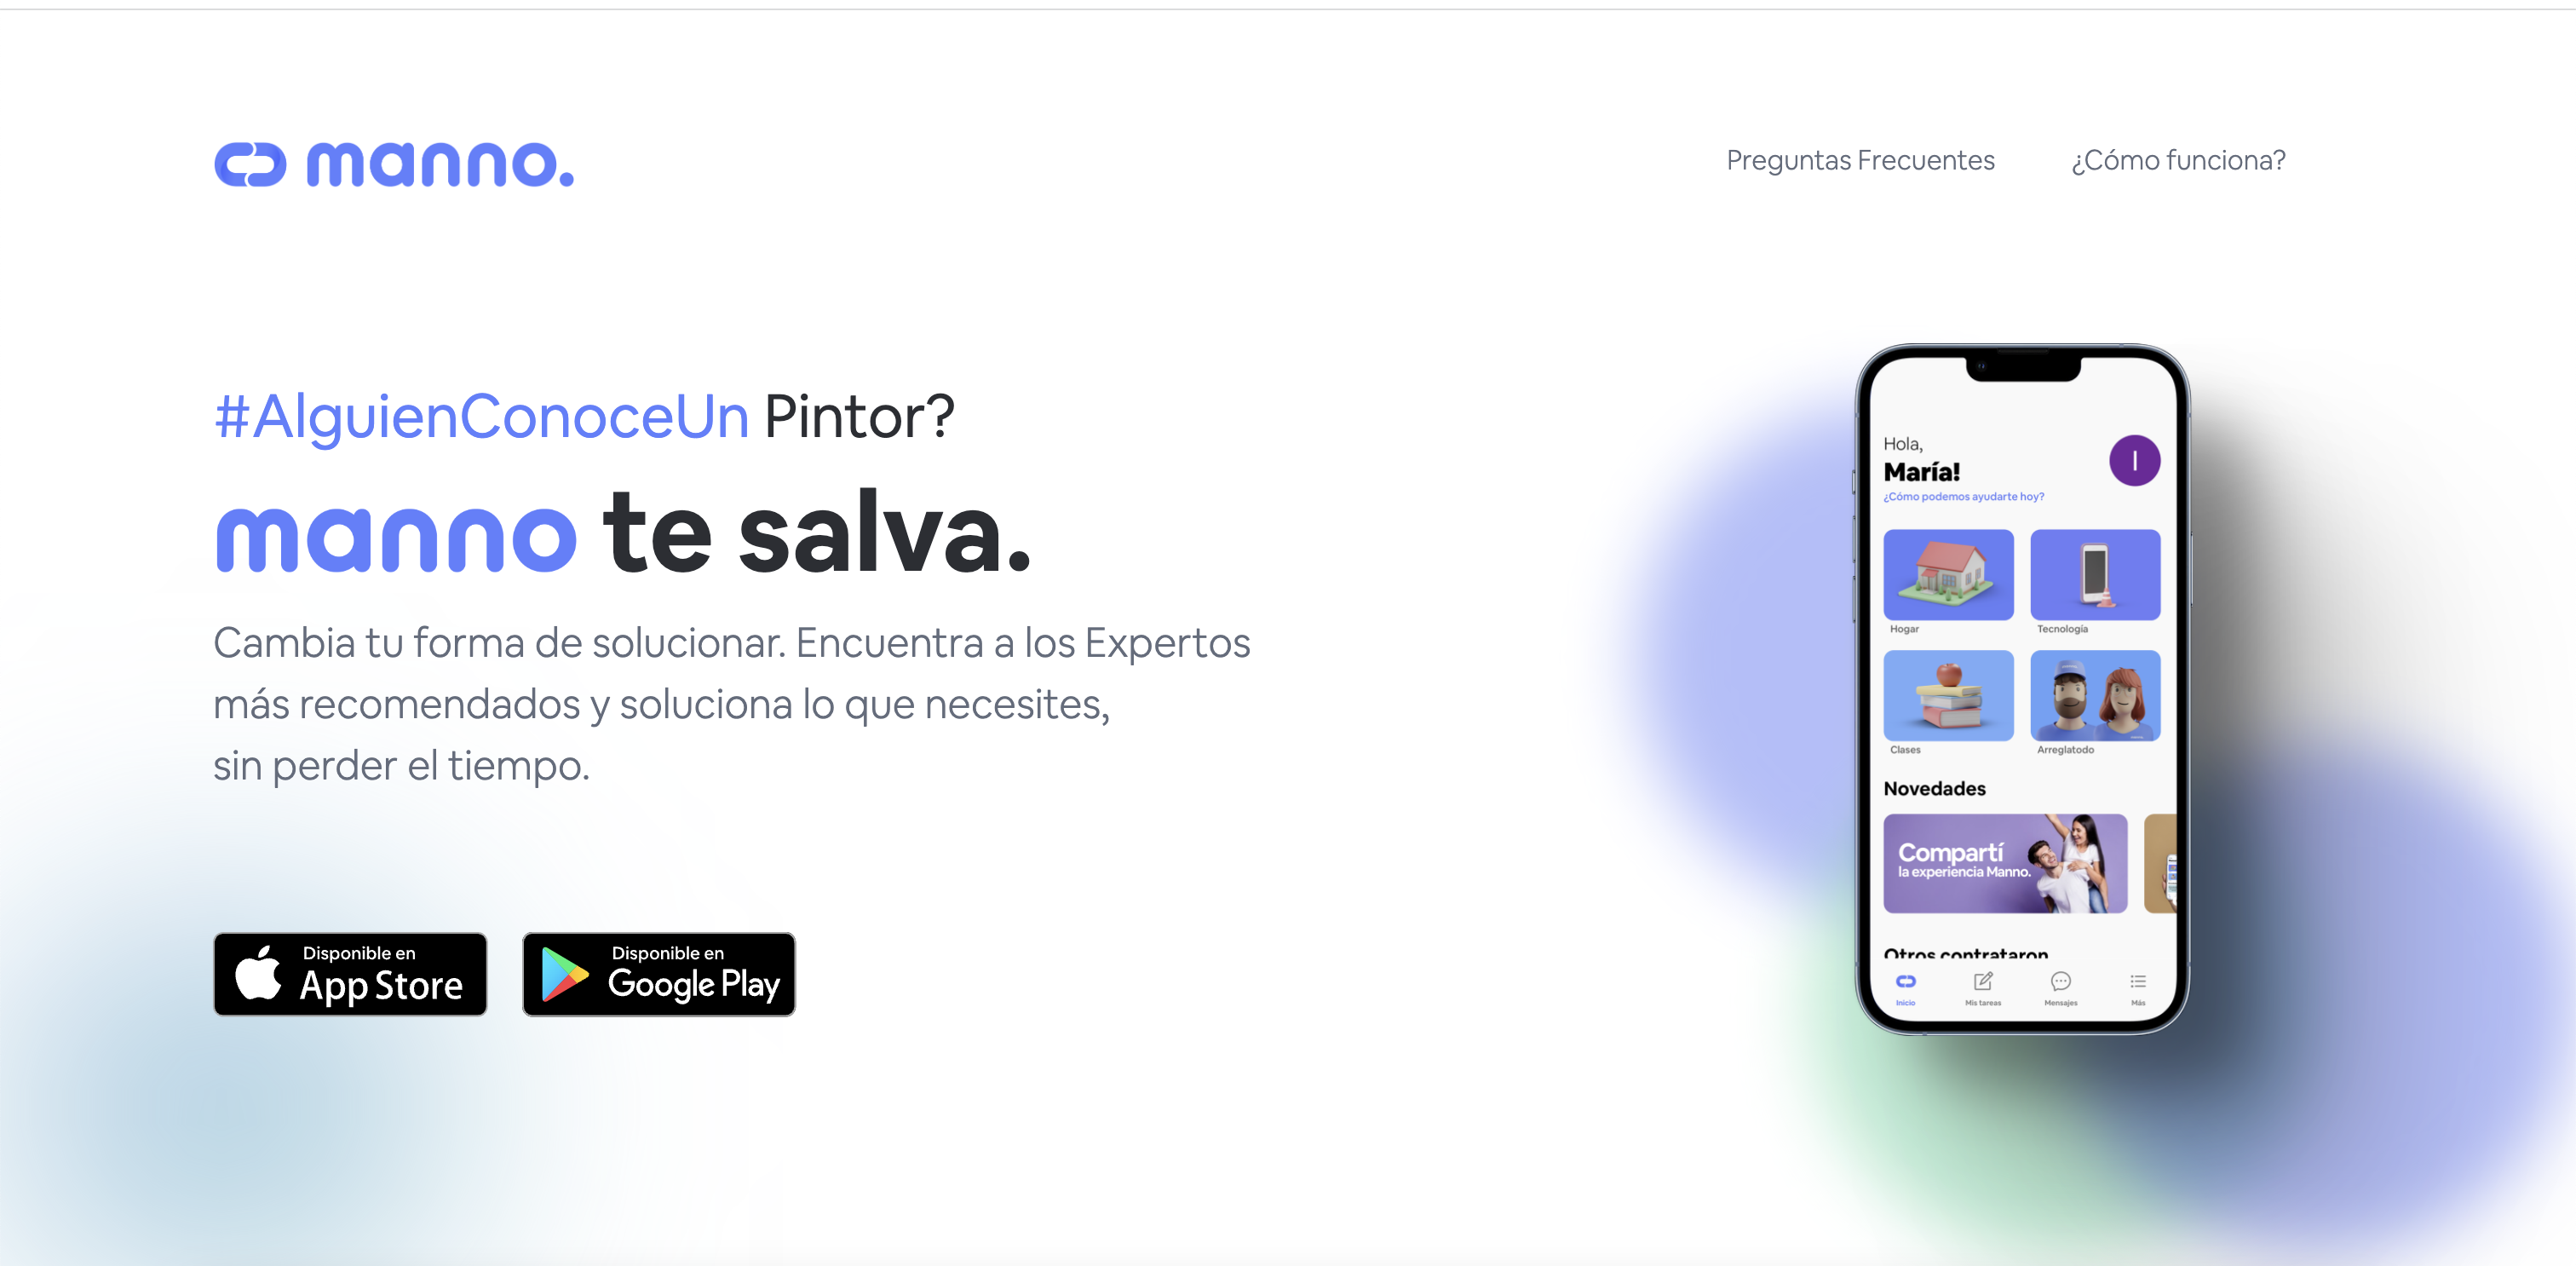 manno.
Preguntas Frecuentes
¿Cómo funciona?
#AlguienConoceUn Pintor?
manno te salva.
Cambia tu forma de solucionar. Encuentra a los Expertos
más recomendados y soluciona lo que necesites,
sin perder el tiempo.
Disponible en
App Store
Disponible en
Google Play
Hola,
María!
¿Cómo podemos ayudarte hoy?
I
Hogar
Tecnología
Clases
Arreglatodo
Novedades
Compartí
la experiencia Manno.
Otros contrataron
Inicio
Mis tareas
Mensajes
Más